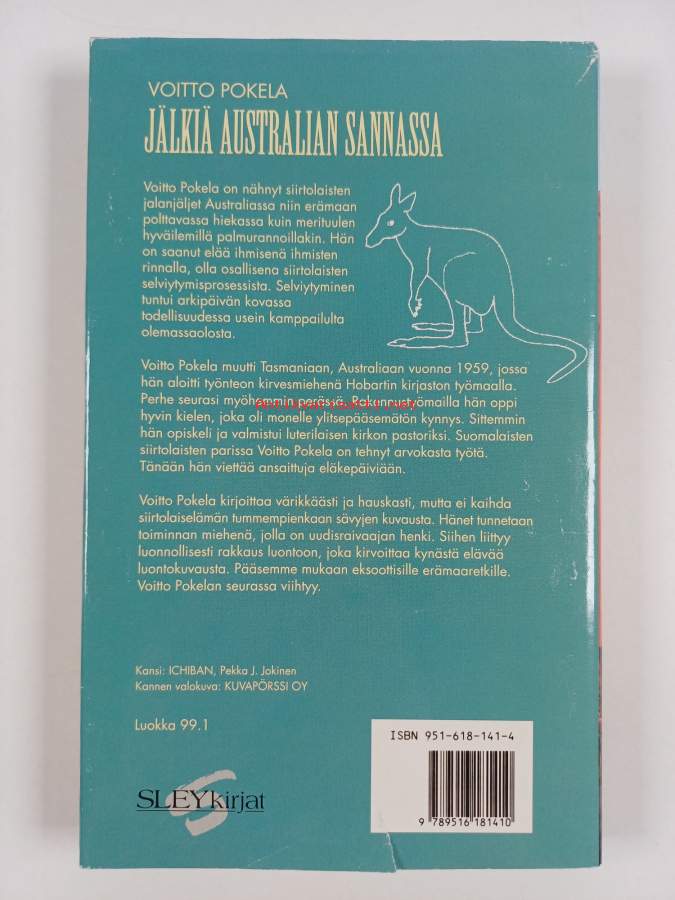 VOITTO POKELA
JÄLKIÄ AUSTRALIAN SANNASSA
Voitto Pokela on nähnyt siirtolaisten
jalanjäljet Australiassa niin erämaan
polttavassa hiekassa kuin merituulen
hyväilemillä palmurannoillakin. Hän
on saanut elää ihmisenä ihmisten
rinnalla, olla osallisena siirtolaisten
selviytymisprosessista. Selviytyminen
tuntui arkipäivän kovassa
todellisuudessa usein kamppailulta
olemassaolosta.
Voitto Pokela muutti Tasmaniaan, Australiaan vuonna 1959, jossa
hän aloitti työnteon kirvesmiehenä Hobartin kirjaston työmaalla.
Perhe seurasi myöhemmin perässä. Rakennustyömailla hän oppi
hyvin kielen, joka oli monelle ylitsepääsemätön kynnys. Sittemmin
hän opiskeli ja valmistui luterilaisen kirkon pastoriksi. Suomalaisten
siirtolaisten parissa Voitto Pokela on tehnyt arvokasta työtä.
Tänään hän viettää ansaittuja eläkepäiviään.
Voitto Pokela kirjoittaa värikkäästi ja hauskasti, mutta ei kaihda
siirtolaiselämän tummempienkaan sävyjen kuvausta. Hänet tunnetaan
toiminnan miehenä, jolla on uudisraivaajan henki. Siihen liittyy
luonnollisesti rakkaus luontoon, joka kirvoittaa kynästä elävää
luontokuvausta. Pääsemme mukaan eksoottisille erämaaretkille.
Voitto Pokelan seurassa viihtyy.
Kansi: ICHIBAN, Pekka J. Jokinen
Kannen valokuva: KUVAPÖRSSI OY
Luokka 99.1
ISBN 951-618-141-4
9 789516 181410
SLEYkirjat